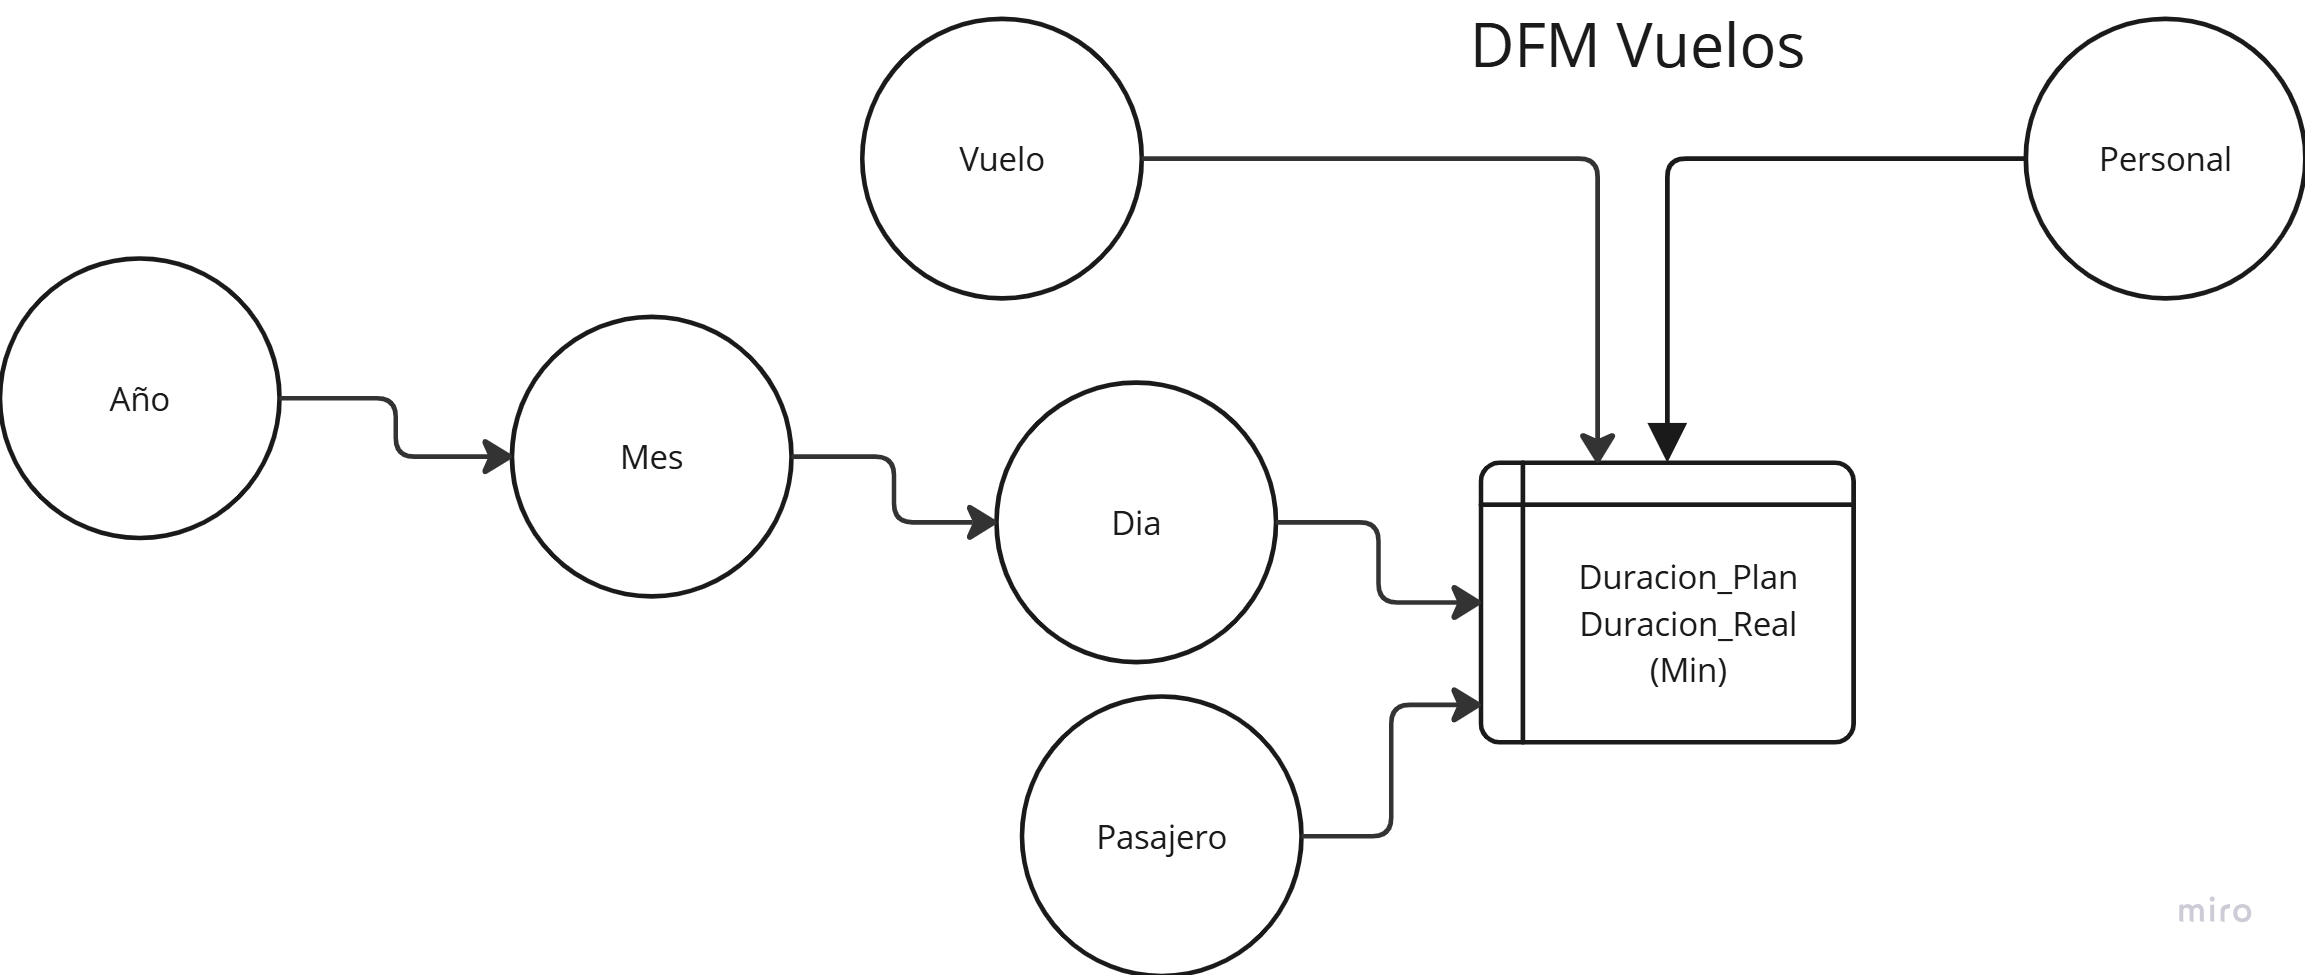 DFM Vuelos
Vuelo
Personal
Año
Mes
Dia
Duracion_Plan
Duracion_Real
(Min)
Pasajero
miro